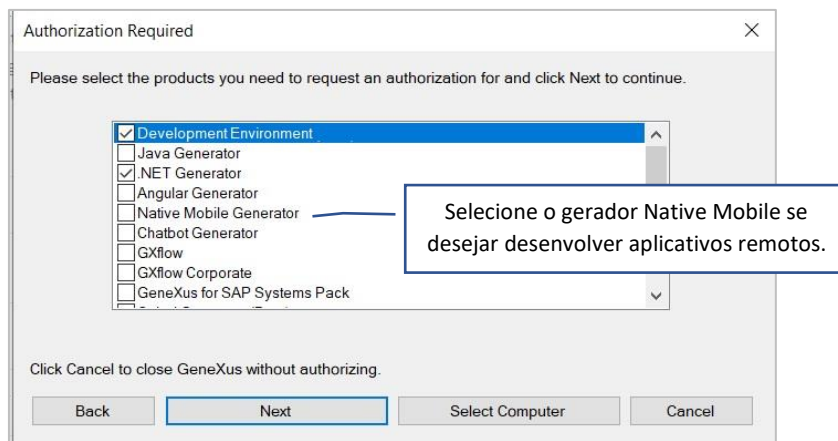 Authorization Required
Please select the products you need to request an authorization for and click Next to continue.
Development Environment
Java Generator
.NET Generator
Angular Generator
Native Mobile Generator
Chatbot Generator
GXflow
GXflow Corporate
GeneXus for SAP Systems Pack
Selecione o gerador Native Mobile se
desejar desenvolver aplicativos remotos.
Click Cancel to close GeneXus without authorizing.
Back
Next
Select Computer
Cancel